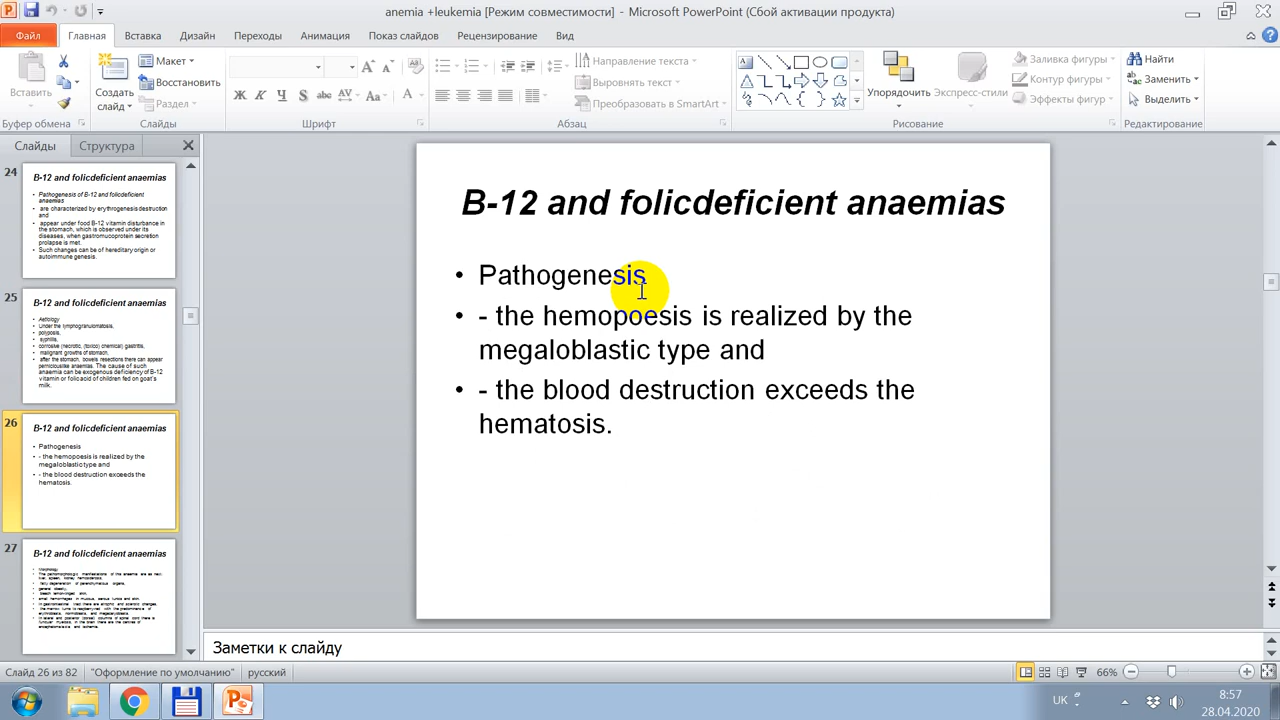 anemia +leukemia [Режим совместимости] - Microsoft PowerPoint (Сбой активации продукта)
Файл Главная Вставка Дизайн Переходы Анимация Показ слайдов Рецензирование Вид
Вставить
Буфер обмена
Создать слайд
Макет
Восстановить
Раздел
Слайды
Ж К Ч S abc AV Aa A
Шрифт
Направление текста
Выровнять текст
Преобразовать в SmartArt
Абзац
Упорядочить
Экспресс-стили
Заливка фигуры
Контур фигуры
Эффекты фигур
Рисование
Найти
Заменить
Выделить
Редактирование
Слайды Структура
24
B-12 and folicdeficient anaemias
Pathogenesis of B-12 and folicdeficient
anaemias
are characterized by erythrogenesis destruction
and
appear under food B-12 vitamin disturbance in
the stomach, which is observed under its
diseases, when gastromucoprotein secretion
prolapse is met.
Such changes can be of hereditary origin or
autoimmune genesis.
25
B-12 and folicdeficient anaemias
Aetiology
Under the lymphogranulomatosis,
polyposis,
syphilis,
corrosive (necrotic, (toxico) chemical) gastritis,
malignant growths of stomach,
after the stomach, bowels resections there can appear
perniciouslike anaemias. The cause of such
anaemia can be exogenous deficiency of B-12
vitamin or folicacid of children fed on goat's
milk.
26
B-12 and folicdeficient anaemias
Pathogenesis
- the hemopoesis is realized by the
megaloblastic type and
- the blood destruction exceeds the
hematosis.
27
B-12 and folicdeficient anaemias
Morphology
B-12 and folicdeficient anaemias
• Pathogenesis
• - the hemopoesis is realized by the
megaloblastic type and
• - the blood destruction exceeds the
hematosis.
Заметки к слайду
Слайд 26 из 82 "Оформление по умолчанию" русский 66%
UK 8:57
28.04.2020